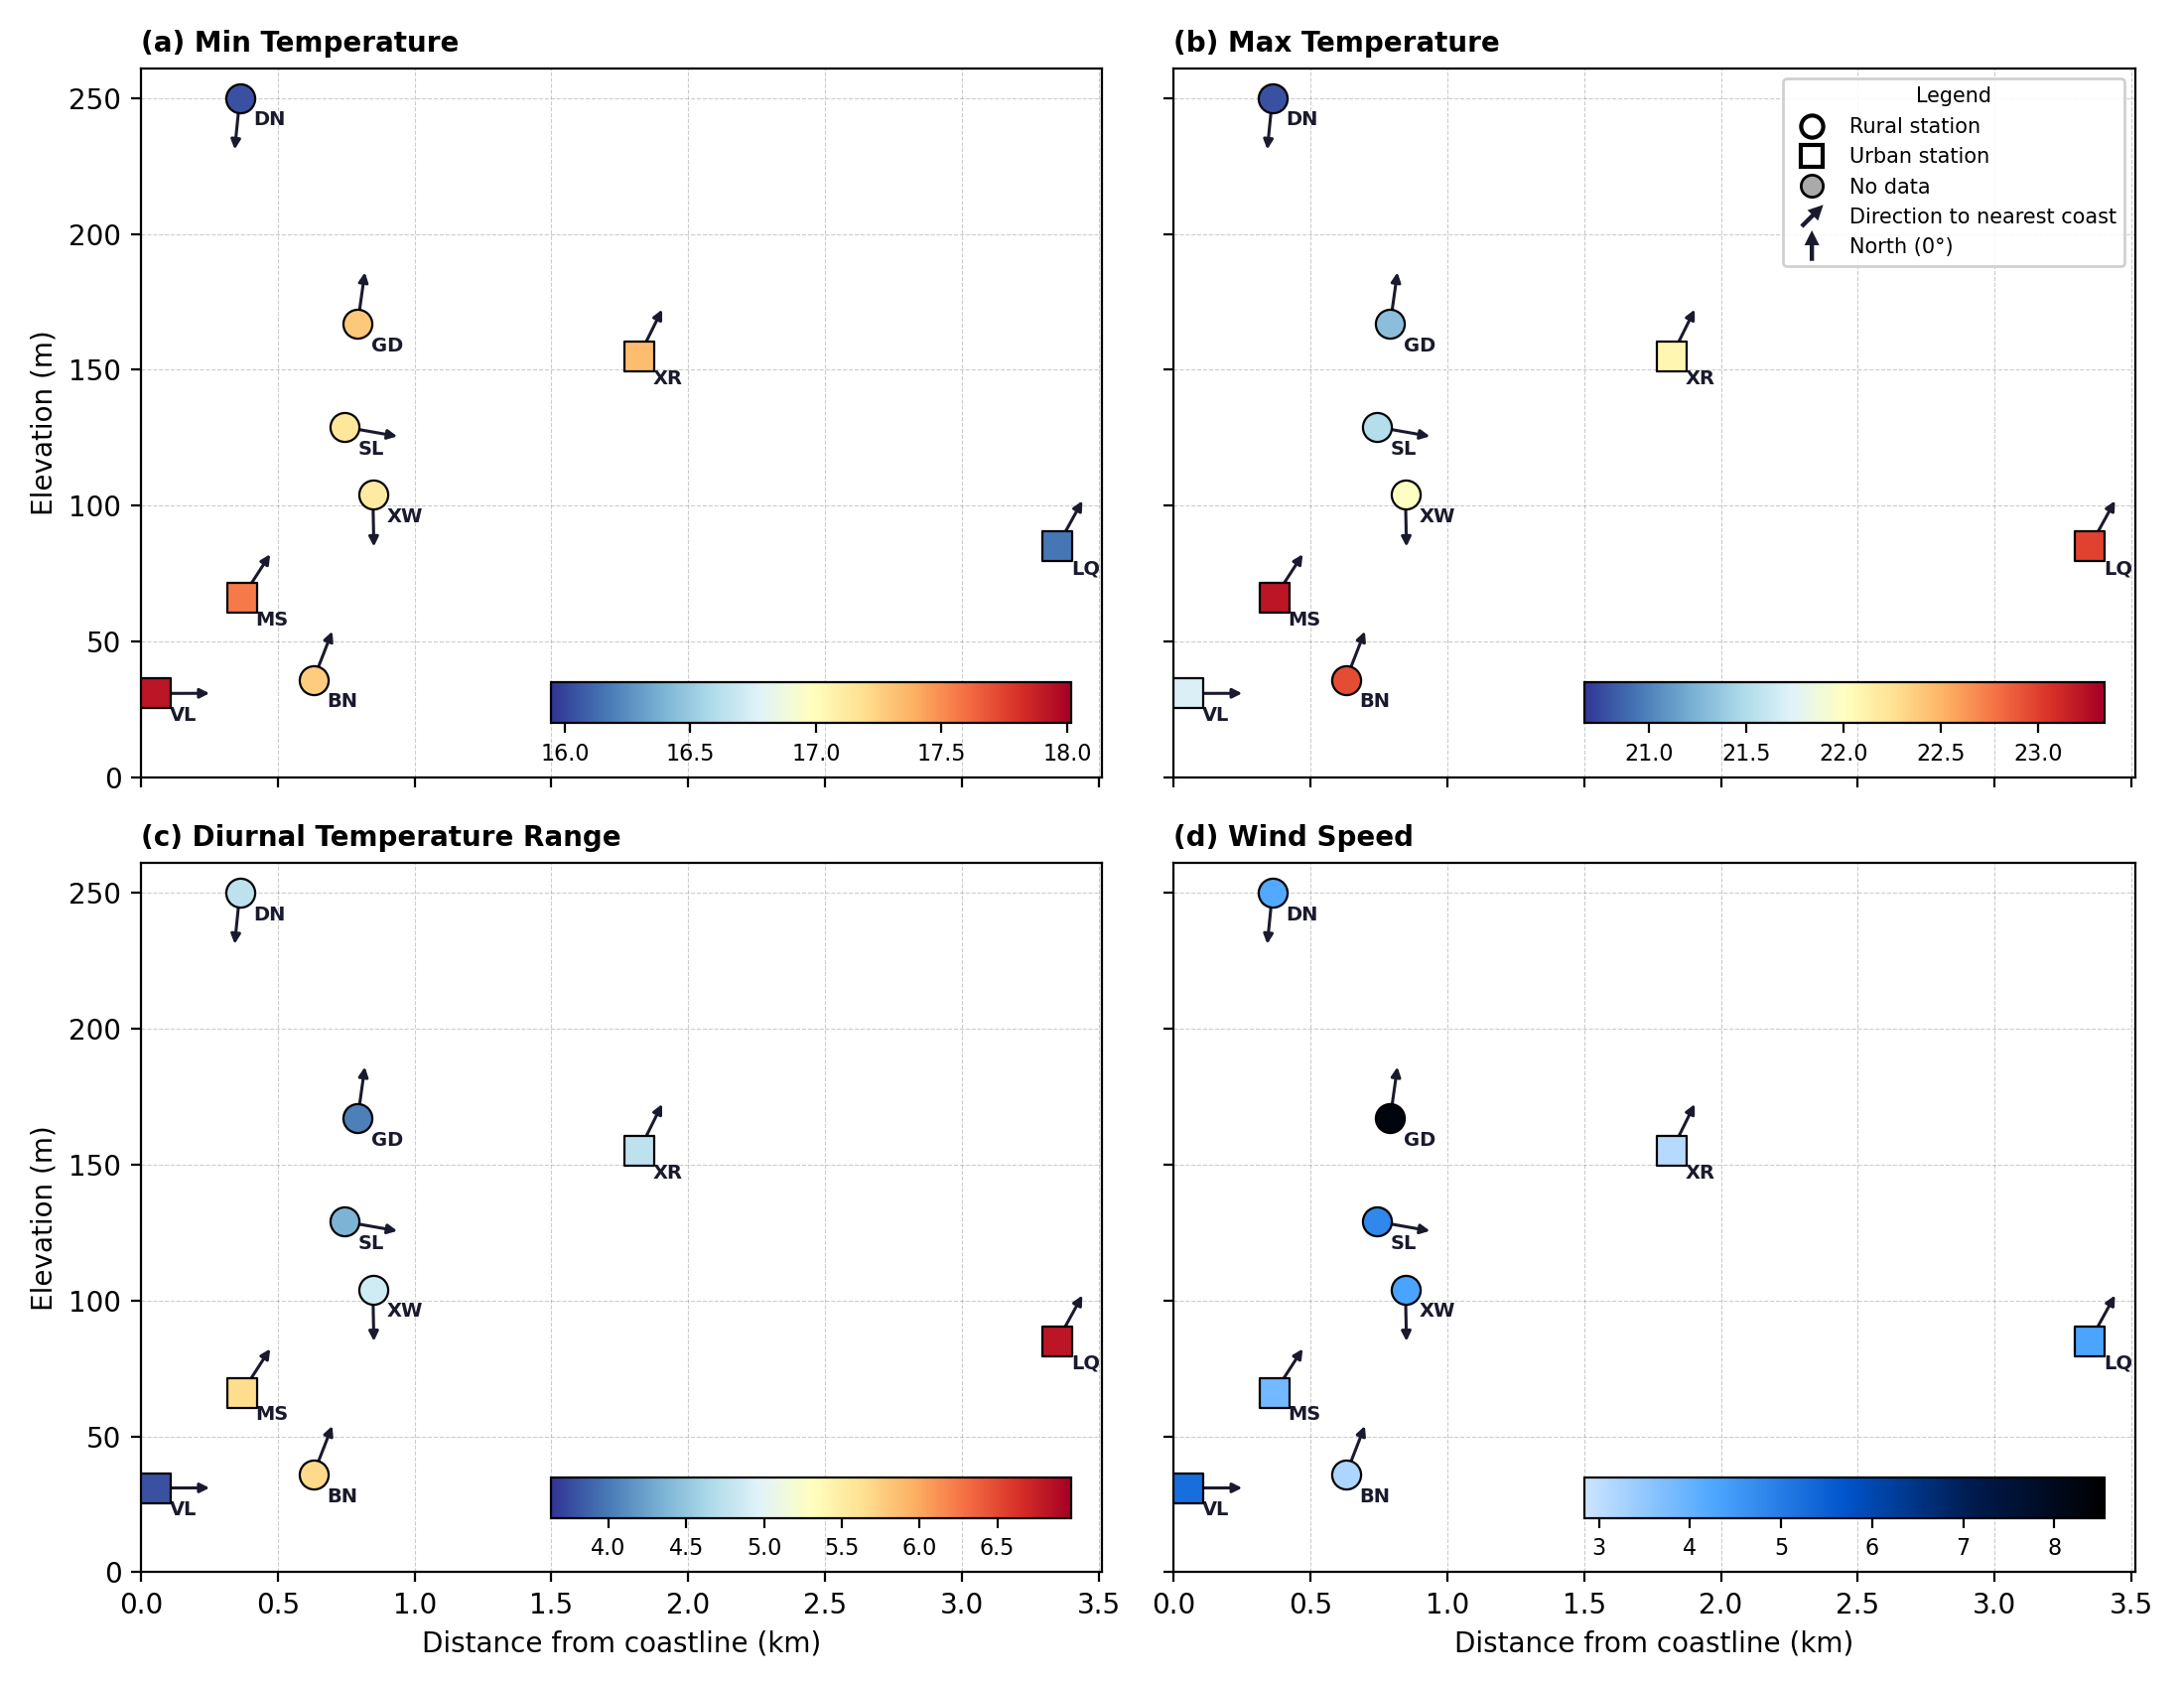 (a) Min Temperature
250
200
150
100
50
0
Elevation (m)
DN
GD
XR
SL
XW
LQ
MS
BN
VL
16.0 16.5 17.0 17.5 18.0
(b) Max Temperature
Legend
Rural station
Urban station
No data
Direction to nearest coast
North (0°)
DN
GD
XR
SL
XW
LQ
MS
BN
VL
21.0 21.5 22.0 22.5 23.0
(c) Diurnal Temperature Range
250
200
150
100
50
0
Elevation (m)
DN
GD
XR
SL
XW
LQ
MS
BN
VL
4.0 4.5 5.0 5.5 6.0 6.5
0.0 0.5 1.0 1.5 2.0 2.5 3.0 3.5
Distance from coastline (km)
(d) Wind Speed
DN
GD
XR
SL
XW
LQ
MS
BN
VL
3 4 5 6 7 8
0.0 0.5 1.0 1.5 2.0 2.5 3.0 3.5
Distance from coastline (km)